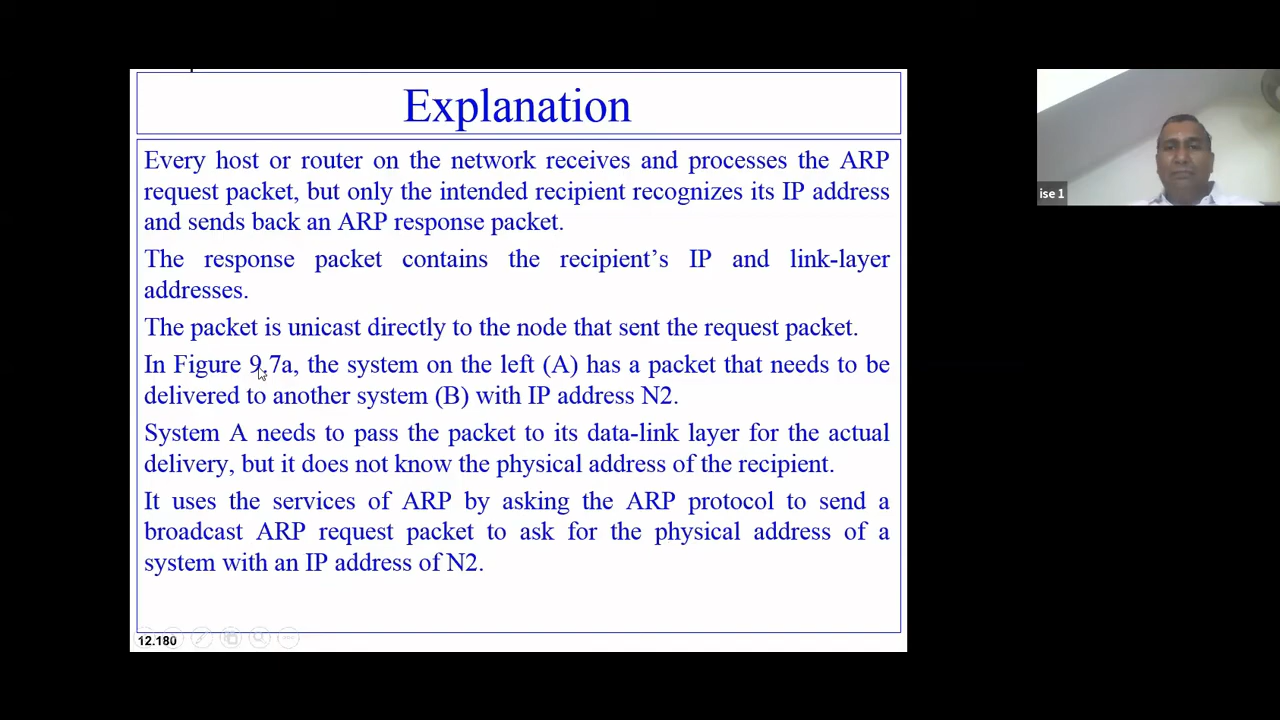 Explanation
Every host or router on the network receives and processes the ARP
request packet, but only the intended recipient recognizes its IP address
and sends back an ARP response packet.
The response packet contains the recipient’s IP and link-layer
addresses.
The packet is unicast directly to the node that sent the request packet.
In Figure 9.7a, the system on the left (A) has a packet that needs to be
delivered to another system (B) with IP address N2.
System A needs to pass the packet to its data-link layer for the actual
delivery, but it does not know the physical address of the recipient.
It uses the services of ARP by asking the ARP protocol to send a
broadcast ARP request packet to ask for the physical address of a
system with an IP address of N2.
12.180
ise 1